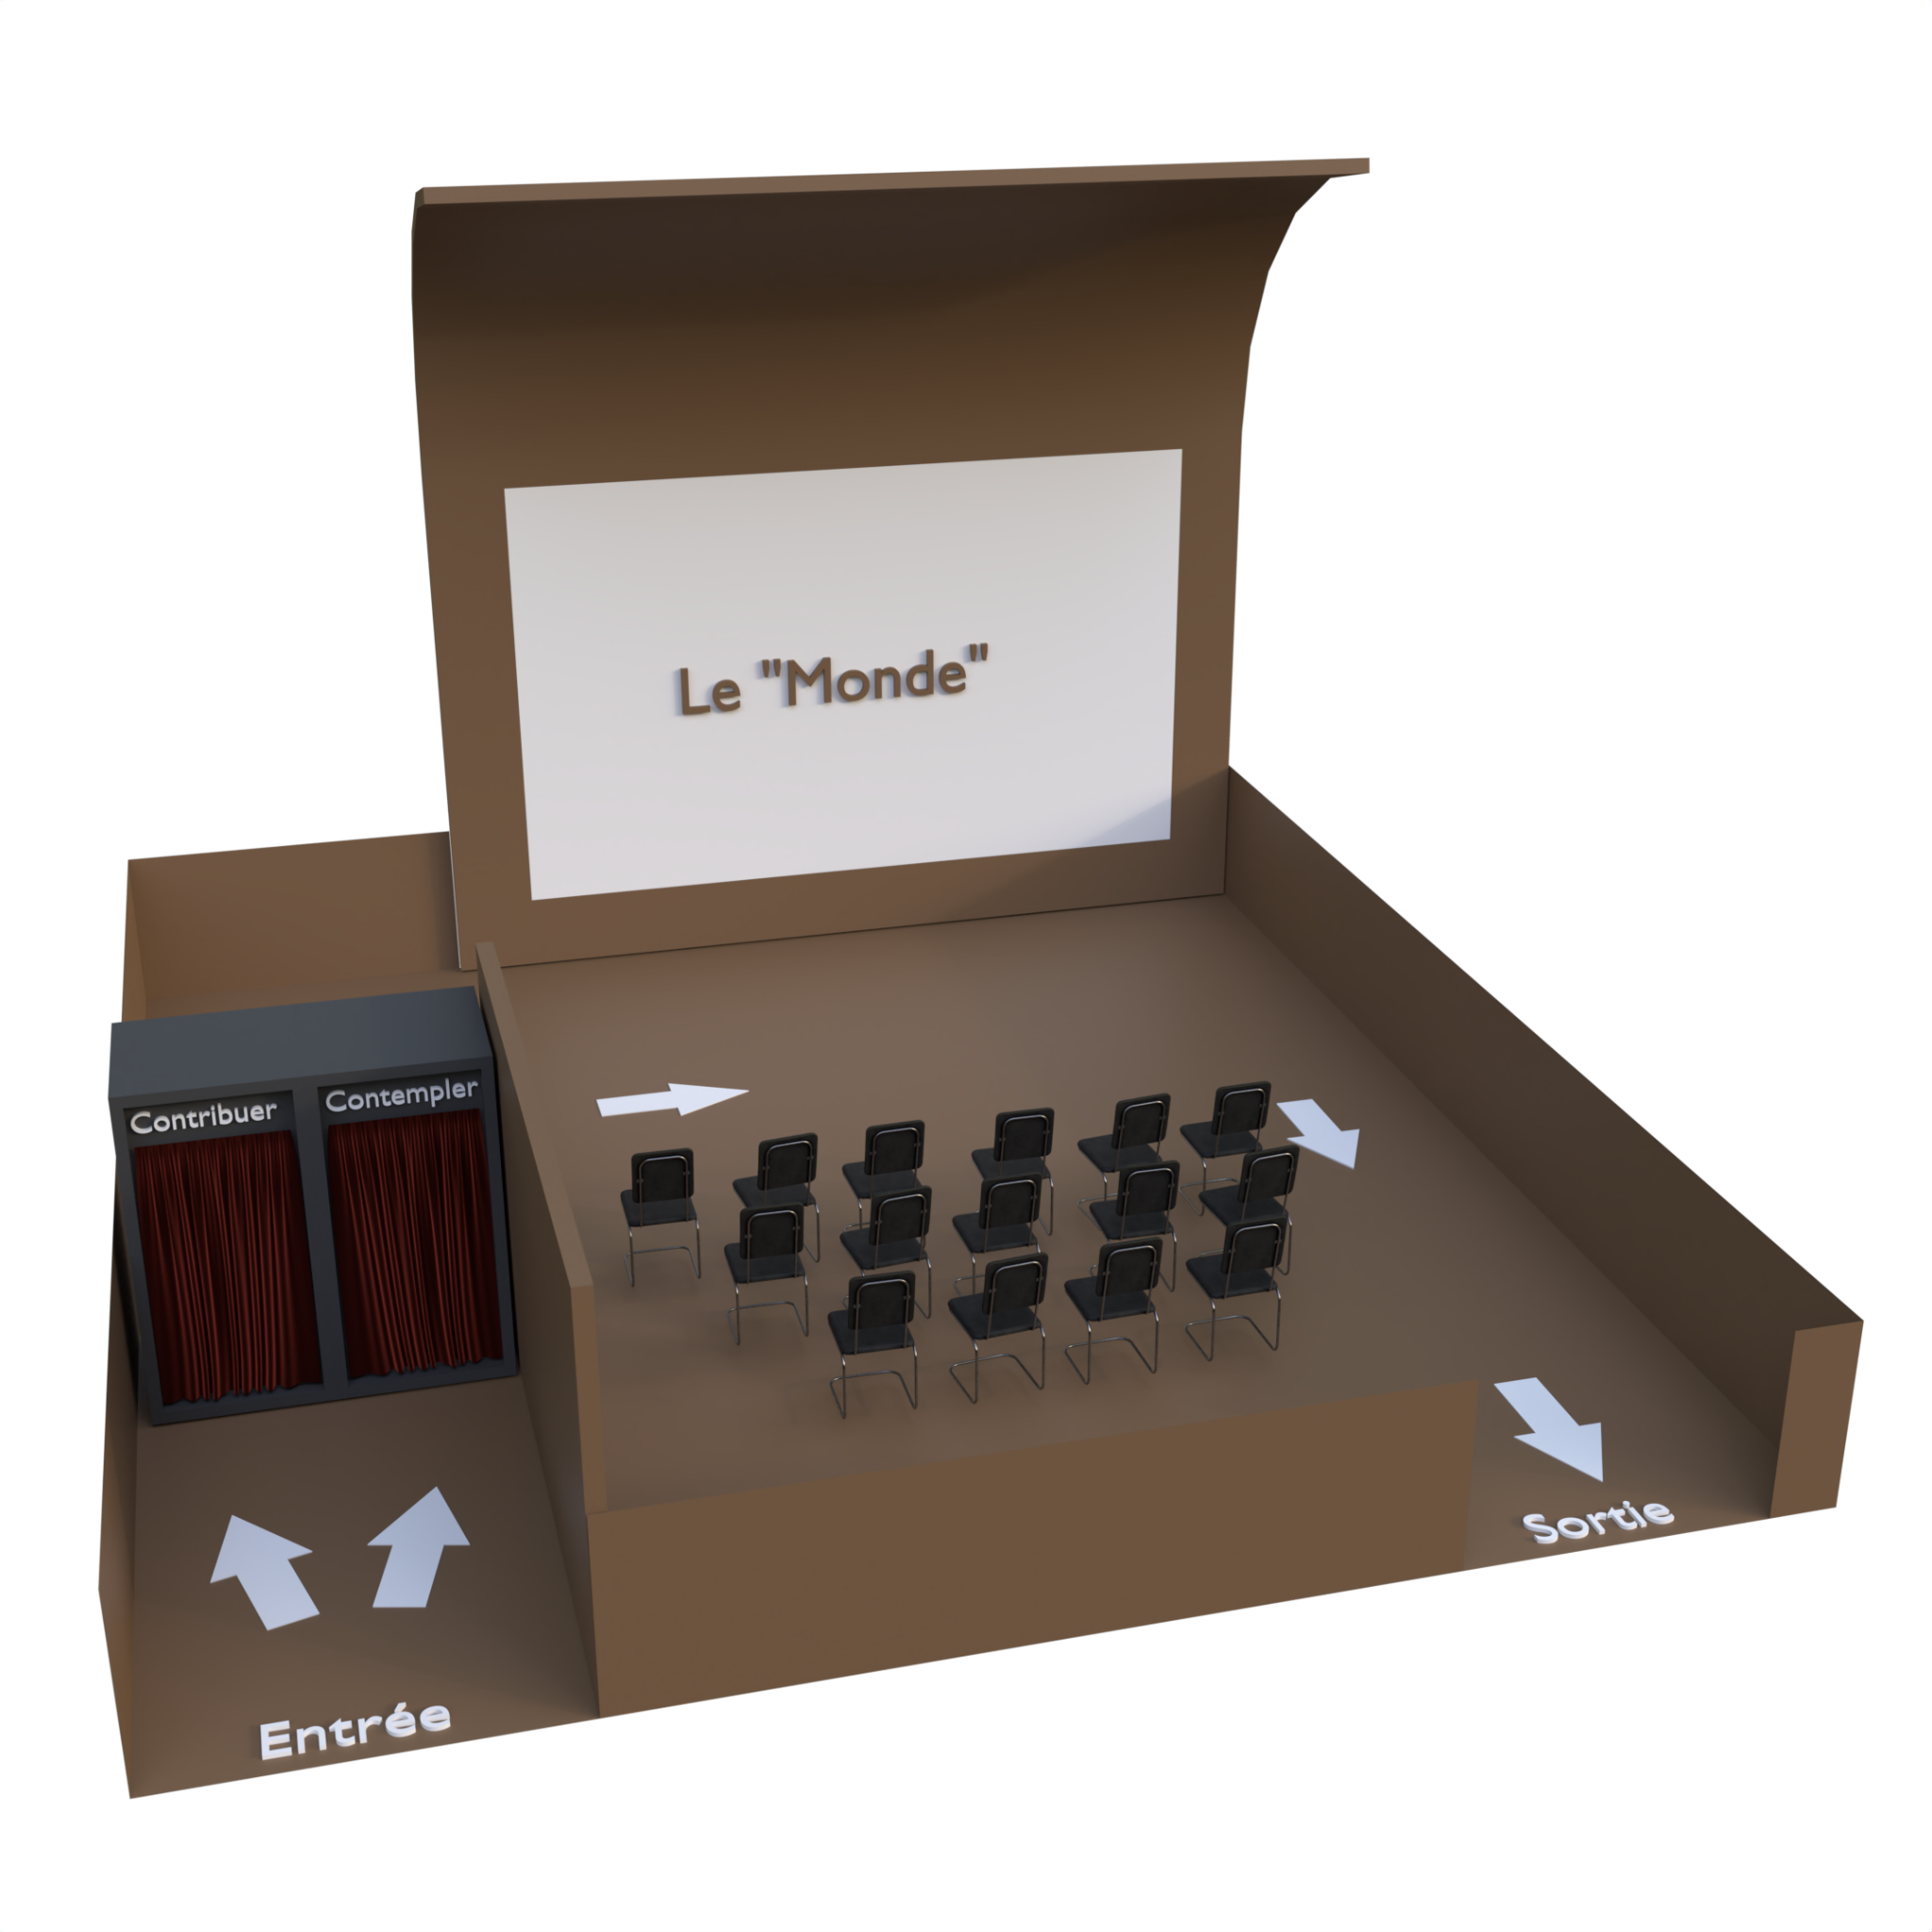 Le "Monde"
Contribuer
Contempler
Sortie
Entrée